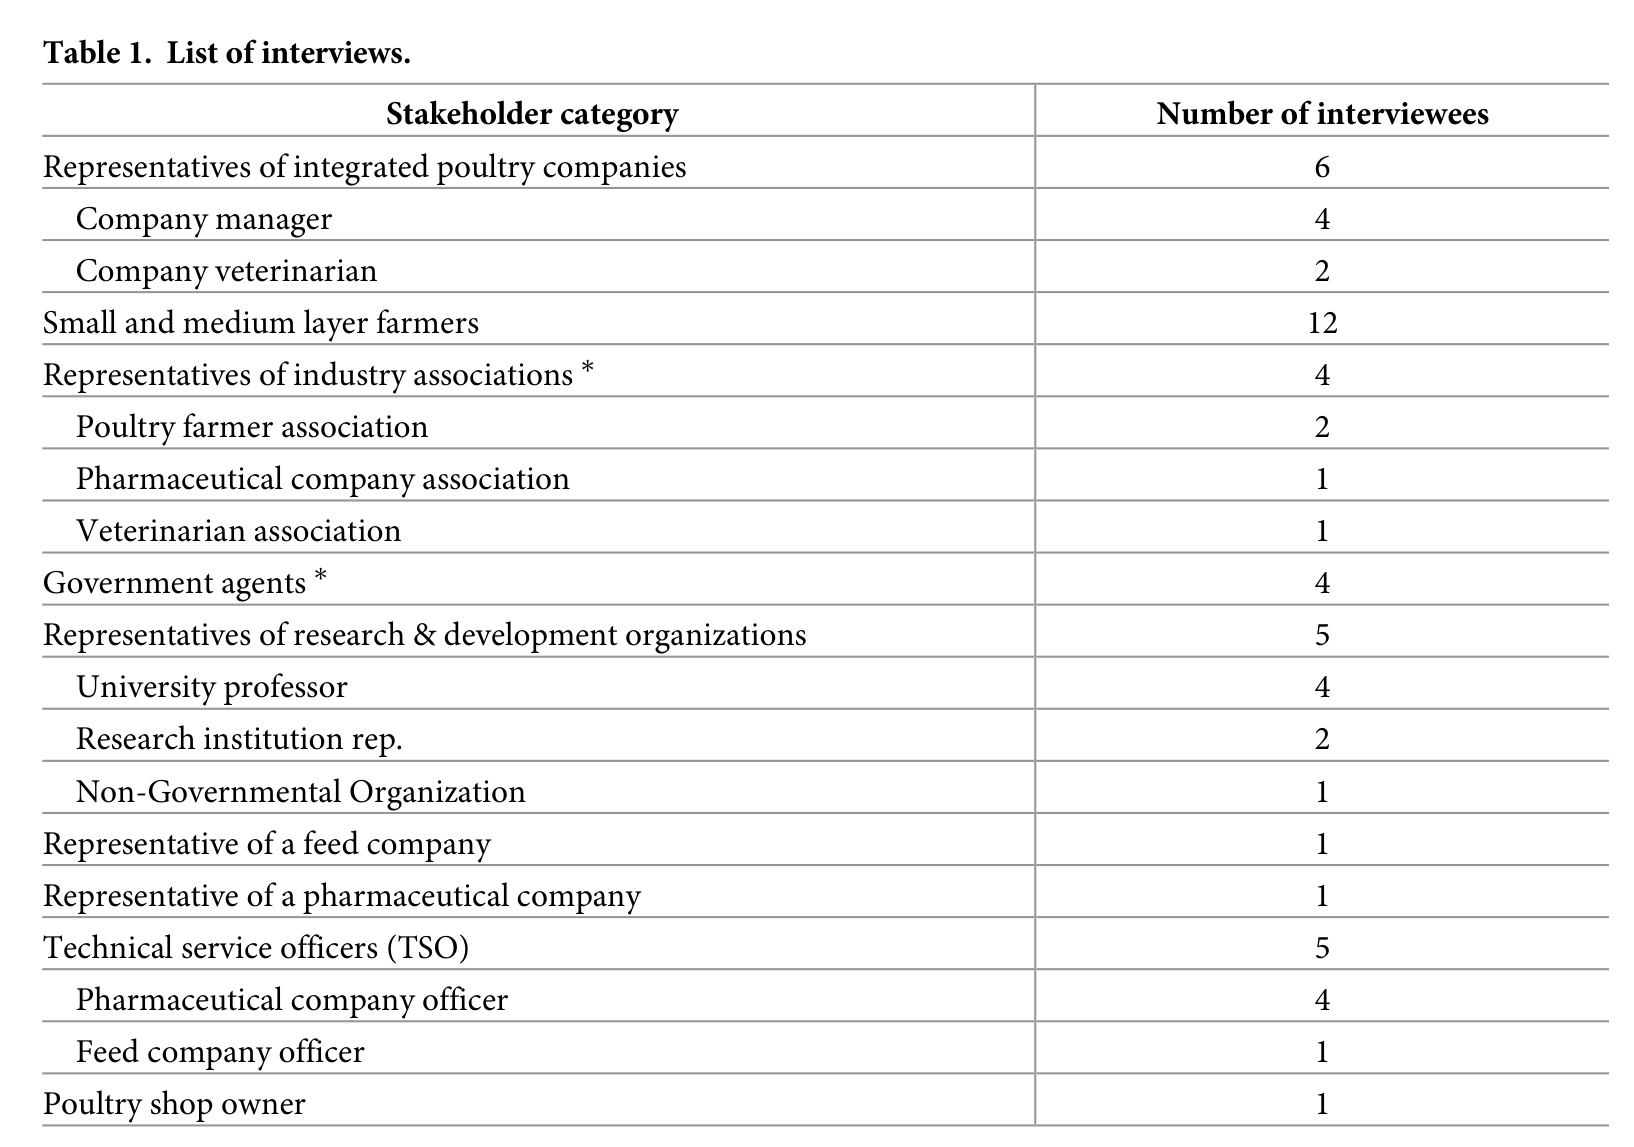 Table 1. List of interviews.
Stakeholder category Number of interviewees
Representatives of integrated poultry companies 6
Company manager 4
Company veterinarian 2
Small and medium layer farmers 12
Representatives of industry associations * 4
Poultry farmer association 2
Pharmaceutical company association 1
Veterinarian association 1
Government agents * 4
Representatives of research & development organizations 5
University professor 4
Research institution rep. 2
Non-Governmental Organization 1
Representative of a feed company 1
Representative of a pharmaceutical company 1
Technical service officers (TSO) 5
Pharmaceutical company officer 4
Feed company officer 1
Poultry shop owner 1